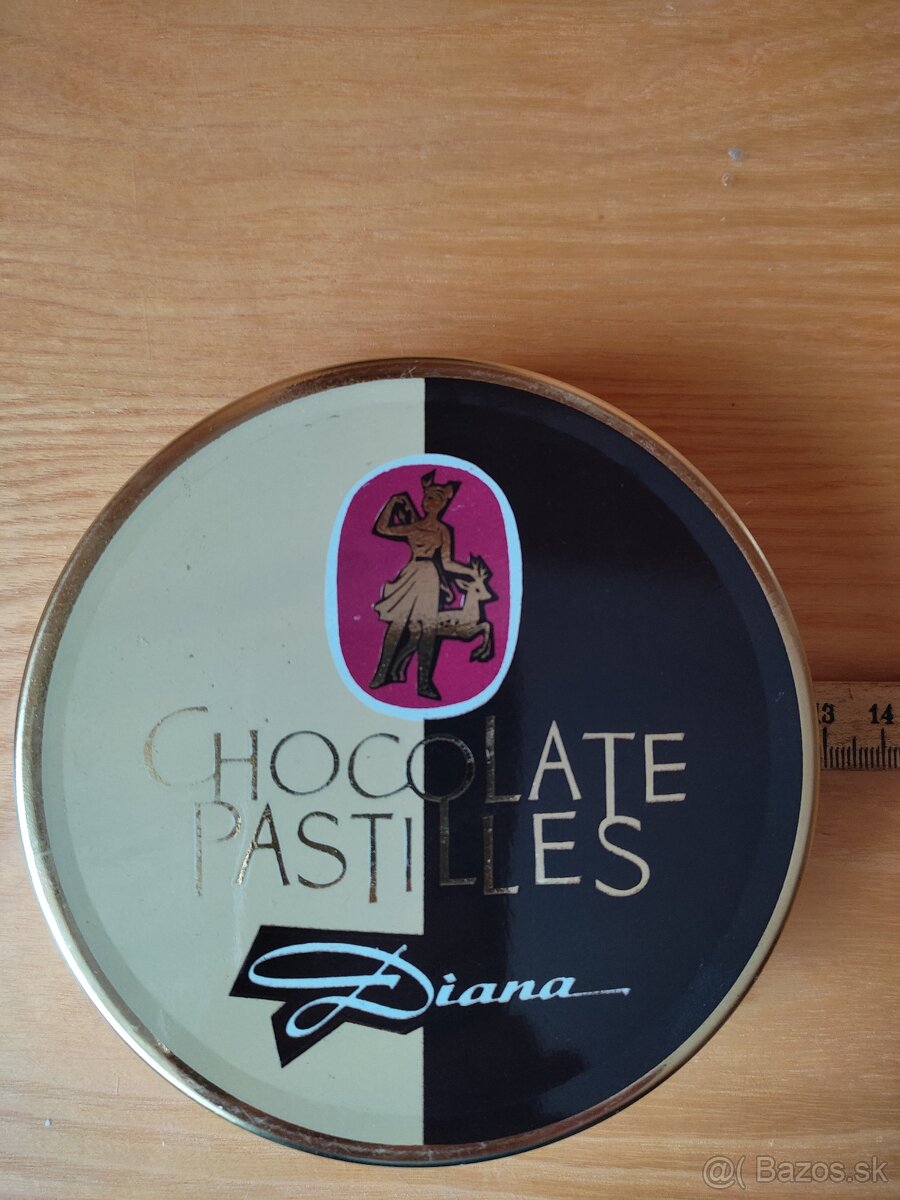 CHOCOLATE
PASTILLES
Diana
13 14
@( Bazos.sk